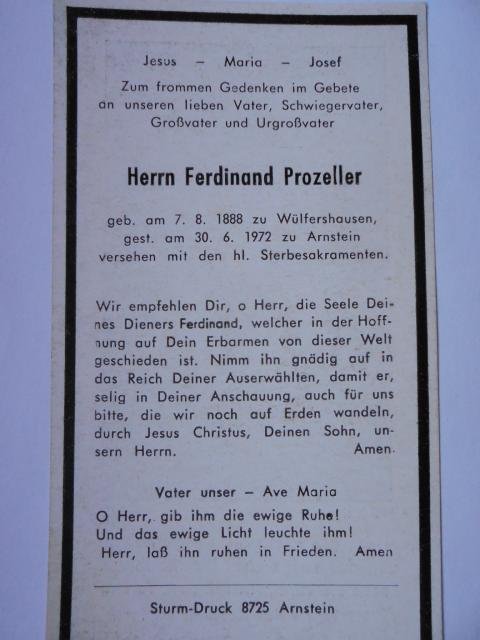 Jesus – Maria – Josef
Zum frommen Gedenken im Gebete
an unseren lieben Vater, Schwiegervater,
Großvater und Urgroßvater
Herrn Ferdinand Prozeller
geb. am 7. 8. 1888 zu Wülfershausen,
gest. am 30. 6. 1972 zu Arnstein
versehen mit den hl. Sterbesakramenten.
Wir empfehlen Dir, o Herr, die Seele Dei-
nes Dieners Ferdinand, welcher in der Hoff-
nung auf Dein Erbarmen von dieser Welt
geschieden ist. Nimm ihn gnädig auf in
das Reich Deiner Auserwählten, damit er,
selig in Deiner Anschauung, auch für uns
bitte, die wir noch auf Erden wandeln,
durch Jesus Christus, Deinen Sohn, un-
sern Herrn. Amen.
Vater unser – Ave Maria
O Herr, gib ihm die ewige Ruhe!
Und das ewige Licht leuchte ihm!
Herr, laß ihn ruhen in Frieden. Amen
Sturm-Druck 8725 Arnstein